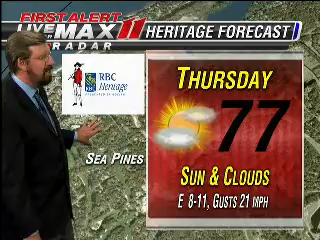 FIRST ALERT
LIVE MAX 11
RADAR
HERITAGE FORECAST
RBC
Heritage
Sea Pines
THURSDAY
77
SUN & CLOUDS
E 8-11, GUSTS 21 MPH